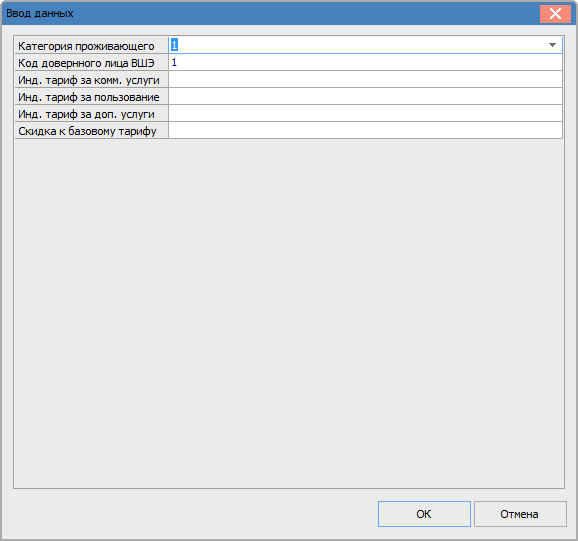 Ввод данных
Категория проживающего 1
Код довернного лица ВШЭ 1
Инд. тариф за комм. услуги
Инд. тариф за пользование
Инд. тариф за доп. услуги
Скидка к базовому тарифу
OK Отмена